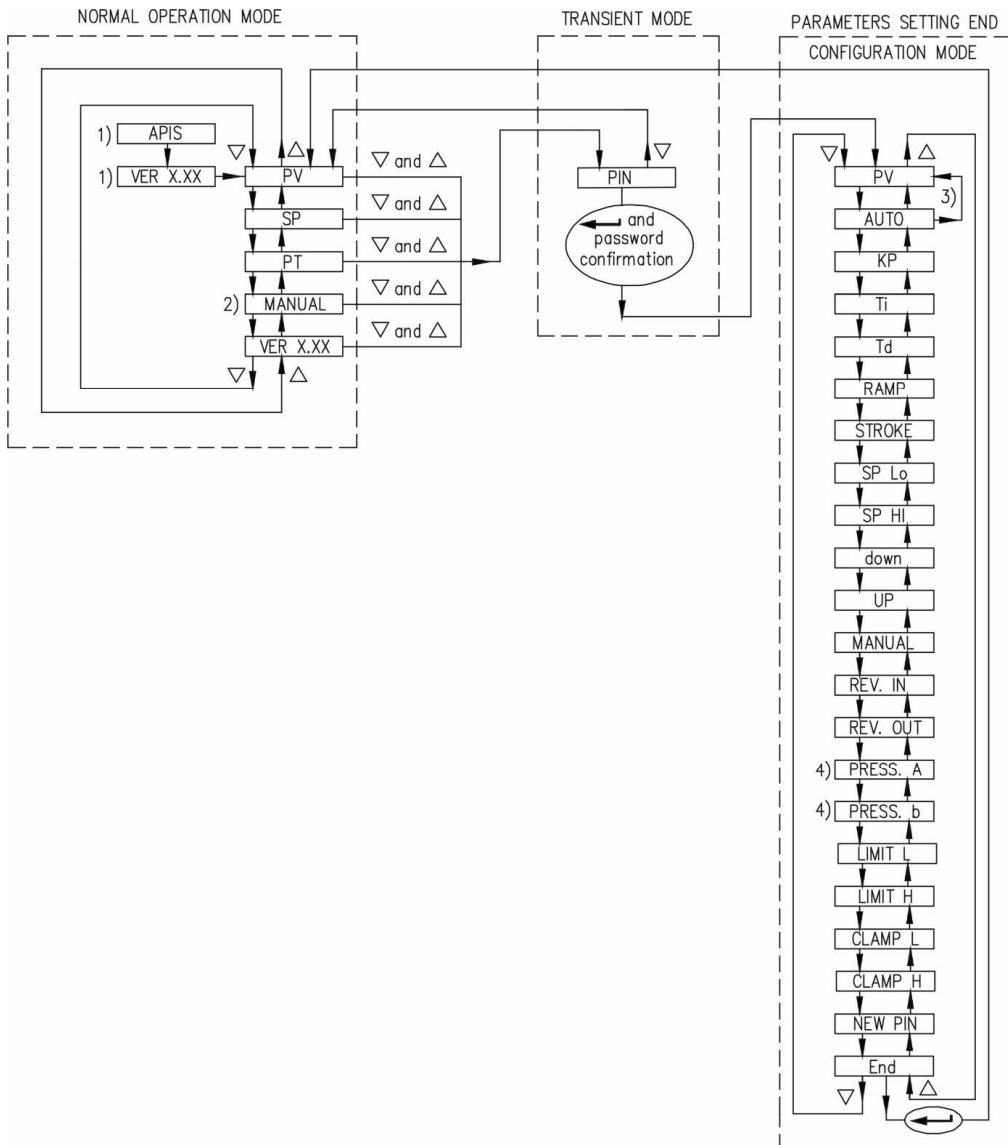 NORMAL OPERATION MODE
1) APIS
1) VER X.XX
▽
△
PV
SP
PT
2) MANUAL
VER X.XX
▽
△
▽ and △
▽ and △
▽ and △
▽ and △
▽ and △
TRANSIENT MODE
▽
PIN
and
password
confirmation
PARAMETERS SETTING END
CONFIGURATION MODE
▽
△
PV
3)
AUTO
KP
Ti
Td
RAMP
STROKE
SP Lo
SP HI
down
UP
MANUAL
REV. IN
REV. OUT
4) PRESS. A
4) PRESS. b
LIMIT L
LIMIT H
CLAMP L
CLAMP H
NEW PIN
End
▽
△